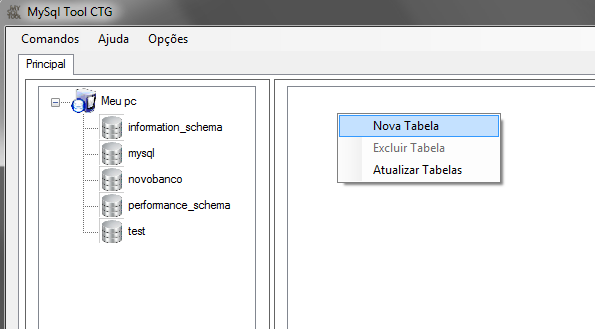 MySql Tool CTG
Comandos Ajuda Opções
Principal
Meu pc
information_schema
mysql
novobanco
performance_schema
test
Nova Tabela
Excluir Tabela
Atualizar Tabelas